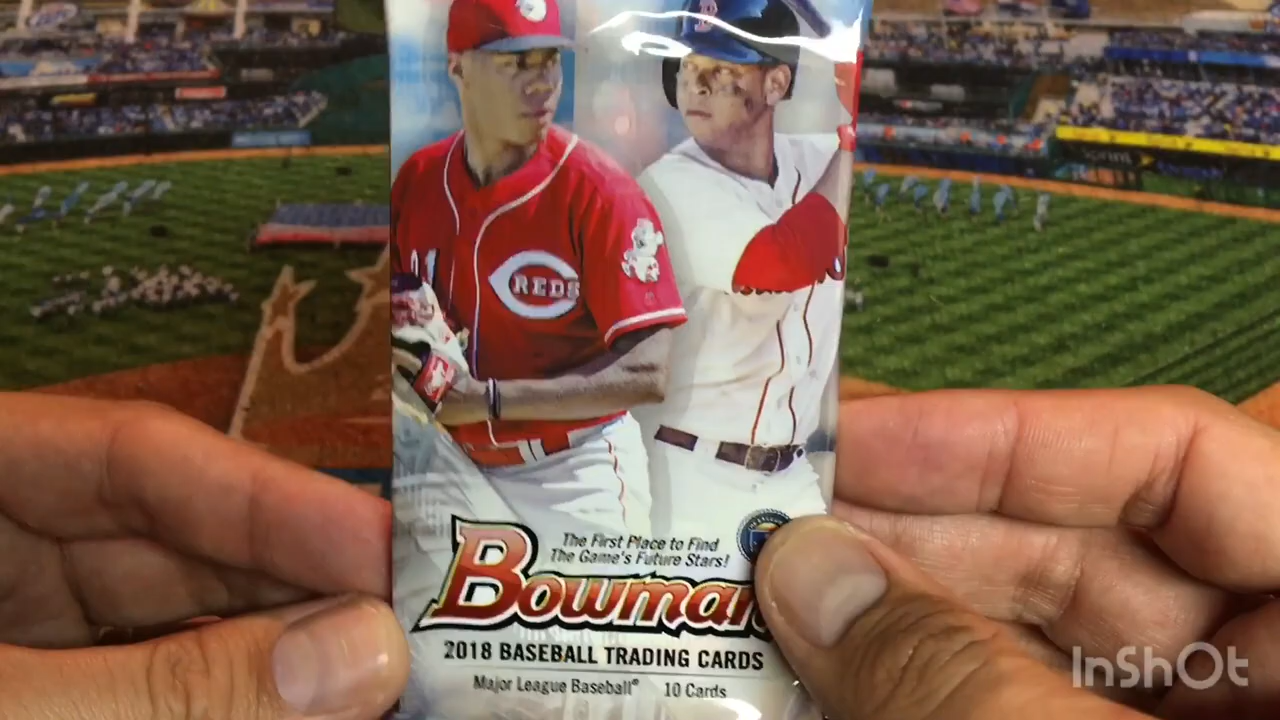 B
REDS
The First Place to Find
The Game's Future Stars!
Bowman
2018 BASEBALL TRADING CARDS
Major League Baseball® 10 Cards
sprint
InShOt